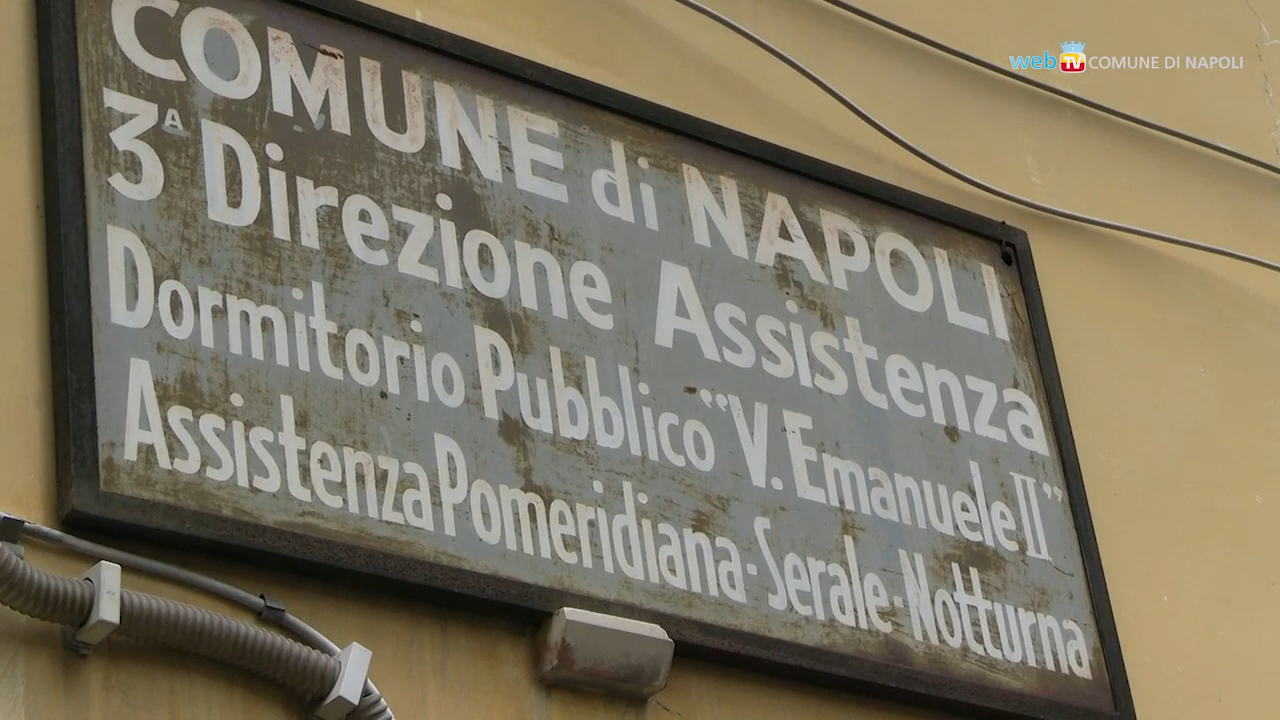 web TV COMUNE DI NAPOLI
COMUNE di NAPOLI
3ª Direzione Assistenza
Dormitorio Pubblico "V. Emanuele II"
Assistenza Pomeridiana - Serale - Notturna